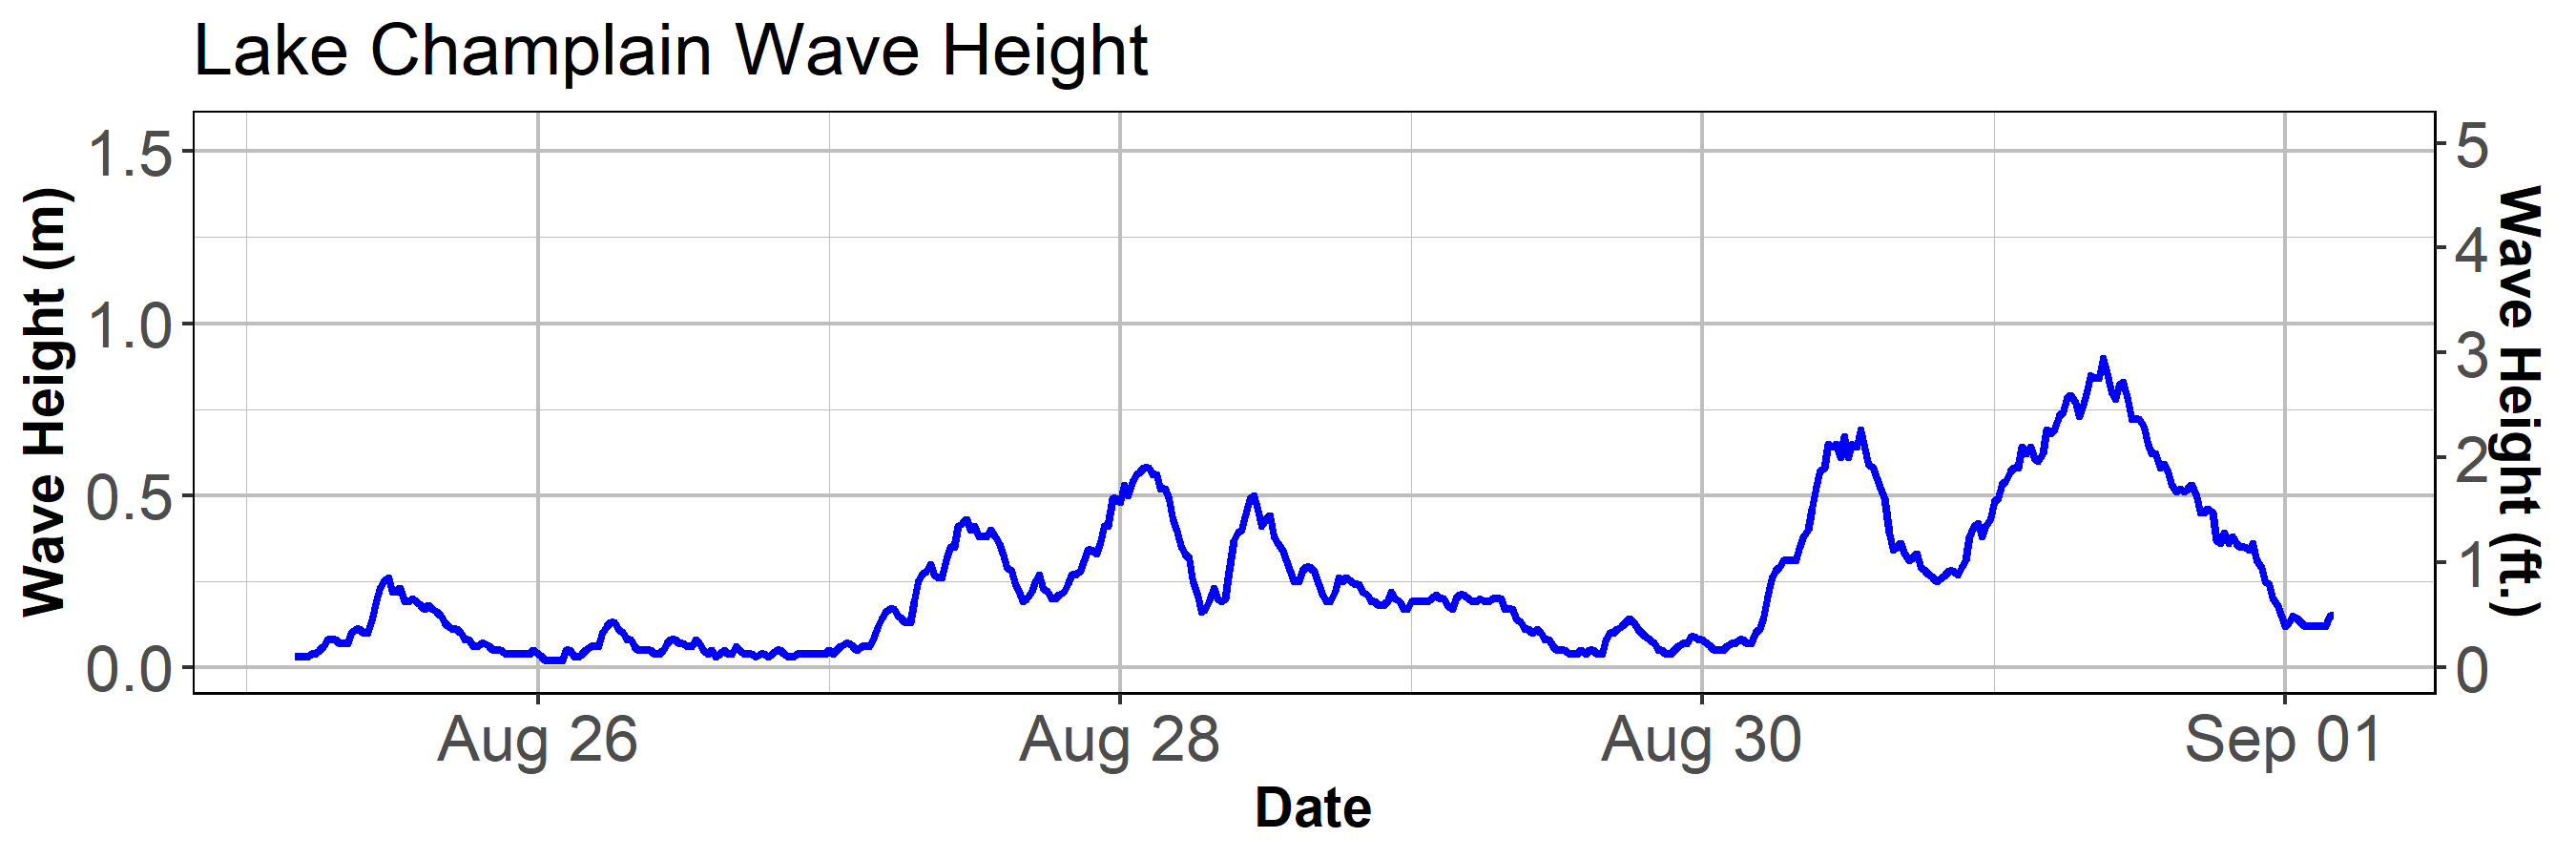 Lake Champlain Wave Height
Wave Height (m)
1.5
1.0
0.5
0.0
5
4
3
2
1
0
Wave Height (ft.)
Aug 26
Aug 28
Aug 30
Sep 01
Date